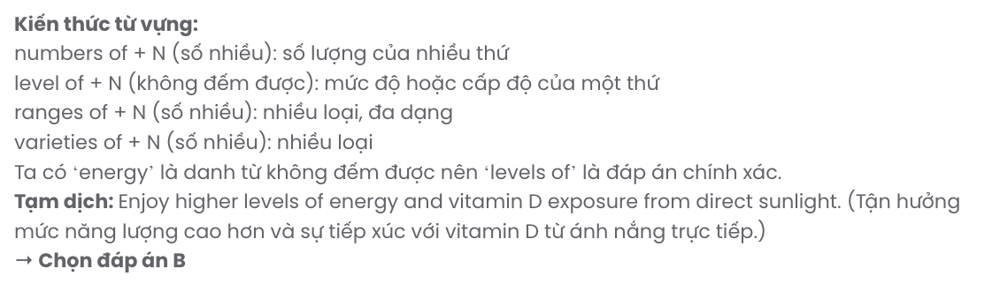 Kiến thức từ vựng:
numbers of + N (số nhiều): số lượng của nhiều thứ
level of + N (không đếm được): mức độ hoặc cấp độ của một thứ
ranges of + N (số nhiều): nhiều loại, đa dạng
varieties of + N (số nhiều): nhiều loại
Ta có ‘energy’ là danh từ không đếm được nên ‘levels of’ là đáp án chính xác.
Tạm dịch: Enjoy higher levels of energy and vitamin D exposure from direct sunlight. (Tận hưởng
mức năng lượng cao hơn và sự tiếp xúc với vitamin D từ ánh nắng trực tiếp.)
→ Chọn đáp án B